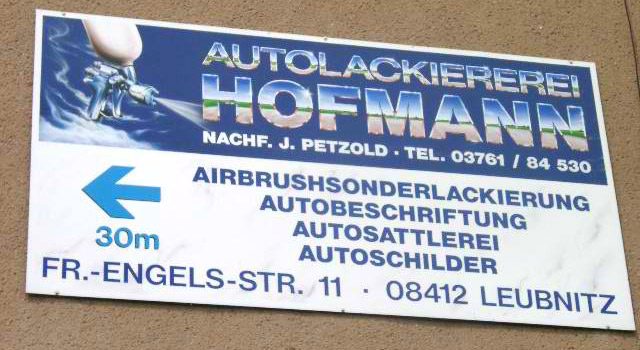 AUTOLACKIEREREI
HOFMANN
NACHF. J. PETZOLD · TEL. 03761 / 84 530
AIRBRUSHSONDERLACKIERUNG
AUTOBESCHRIFTUNG
AUTOSATTLEREI
AUTOSCHILDER
30m
FR.-ENGELS-STR. 11 · 08412 LEUBNITZ